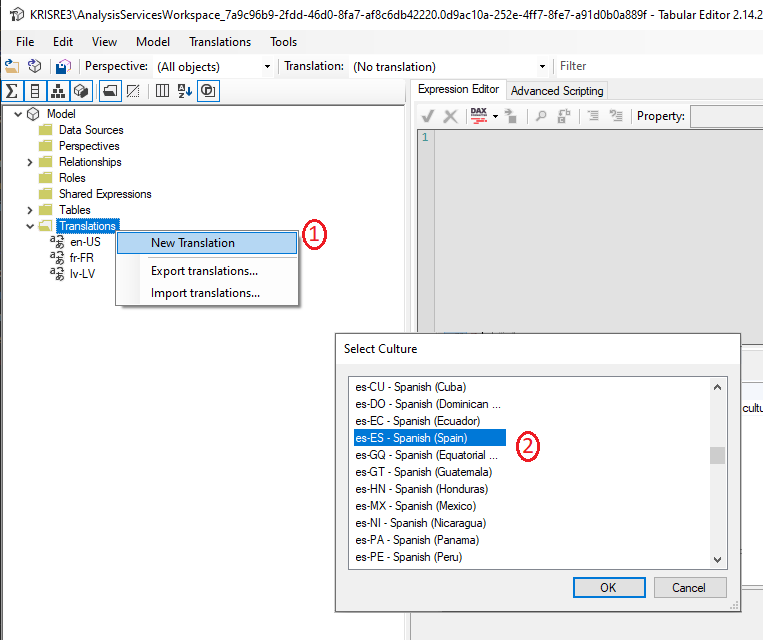 KRISRE3\AnalysisServicesWorkspace_7a9c96b9-2fdd-46d0-8fa7-af8c6db42220.0d9ac10a-252e-4ff7-8fe7-a91d0b0a889f - Tabular Editor 2.14.2
File Edit View Model Translations Tools
Perspective: (All objects) Translation: (No translation) Filter
Expression Editor Advanced Scripting
DAX Property:
1
Model
Data Sources
Perspectives
Relationships
Roles
Shared Expressions
Tables
Translations
en-US
fr-FR
lv-LV
New Translation 1
Export translations...
Import translations...
Select Culture
es-CU - Spanish (Cuba)
es-DO - Spanish (Dominican ...
es-EC - Spanish (Ecuador)
es-ES - Spanish (Spain) 2
es-GQ - Spanish (Equatorial ...
es-GT - Spanish (Guatemala)
es-HN - Spanish (Honduras)
es-MX - Spanish (Mexico)
es-NI - Spanish (Nicaragua)
es-PA - Spanish (Panama)
es-PE - Spanish (Peru)
OK Cancel